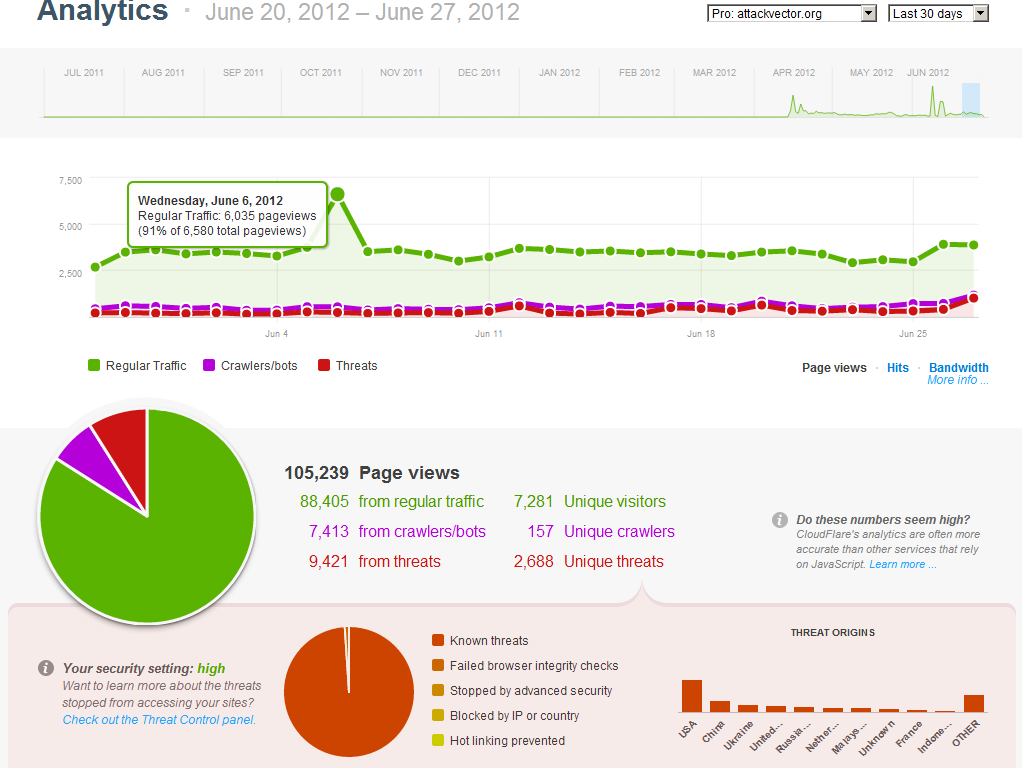 Analytics · June 20, 2012 – June 27, 2012
Pro: attackvector.org
Last 30 days
JUL 2011 AUG 2011 SEP 2011 OCT 2011 NOV 2011 DEC 2011 JAN 2012 FEB 2012 MAR 2012 APR 2012 MAY 2012 JUN 2012
7,500
5,000
2,500
Wednesday, June 6, 2012
Regular Traffic: 6,035 pageviews
(91% of 6,580 total pageviews)
Jun 4 Jun 11 Jun 18 Jun 25
Regular Traffic Crawlers/bots Threats
Page views · Hits · Bandwidth
More info ...
105,239 Page views
88,405 from regular traffic 7,281 Unique visitors
7,413 from crawlers/bots 157 Unique crawlers
9,421 from threats 2,688 Unique threats
Do these numbers seem high?
CloudFlare's analytics are often more
accurate than other services that rely
on JavaScript. Learn more ...
Your security setting: high
Want to learn more about the threats
stopped from accessing your sites?
Check out the Threat Control panel.
Known threats
Failed browser integrity checks
Stopped by advanced security
Blocked by IP or country
Hot linking prevented
THREAT ORIGINS
USA China Ukraine United... Russia... Nether... Malays... Unknown France Indone... OTHER